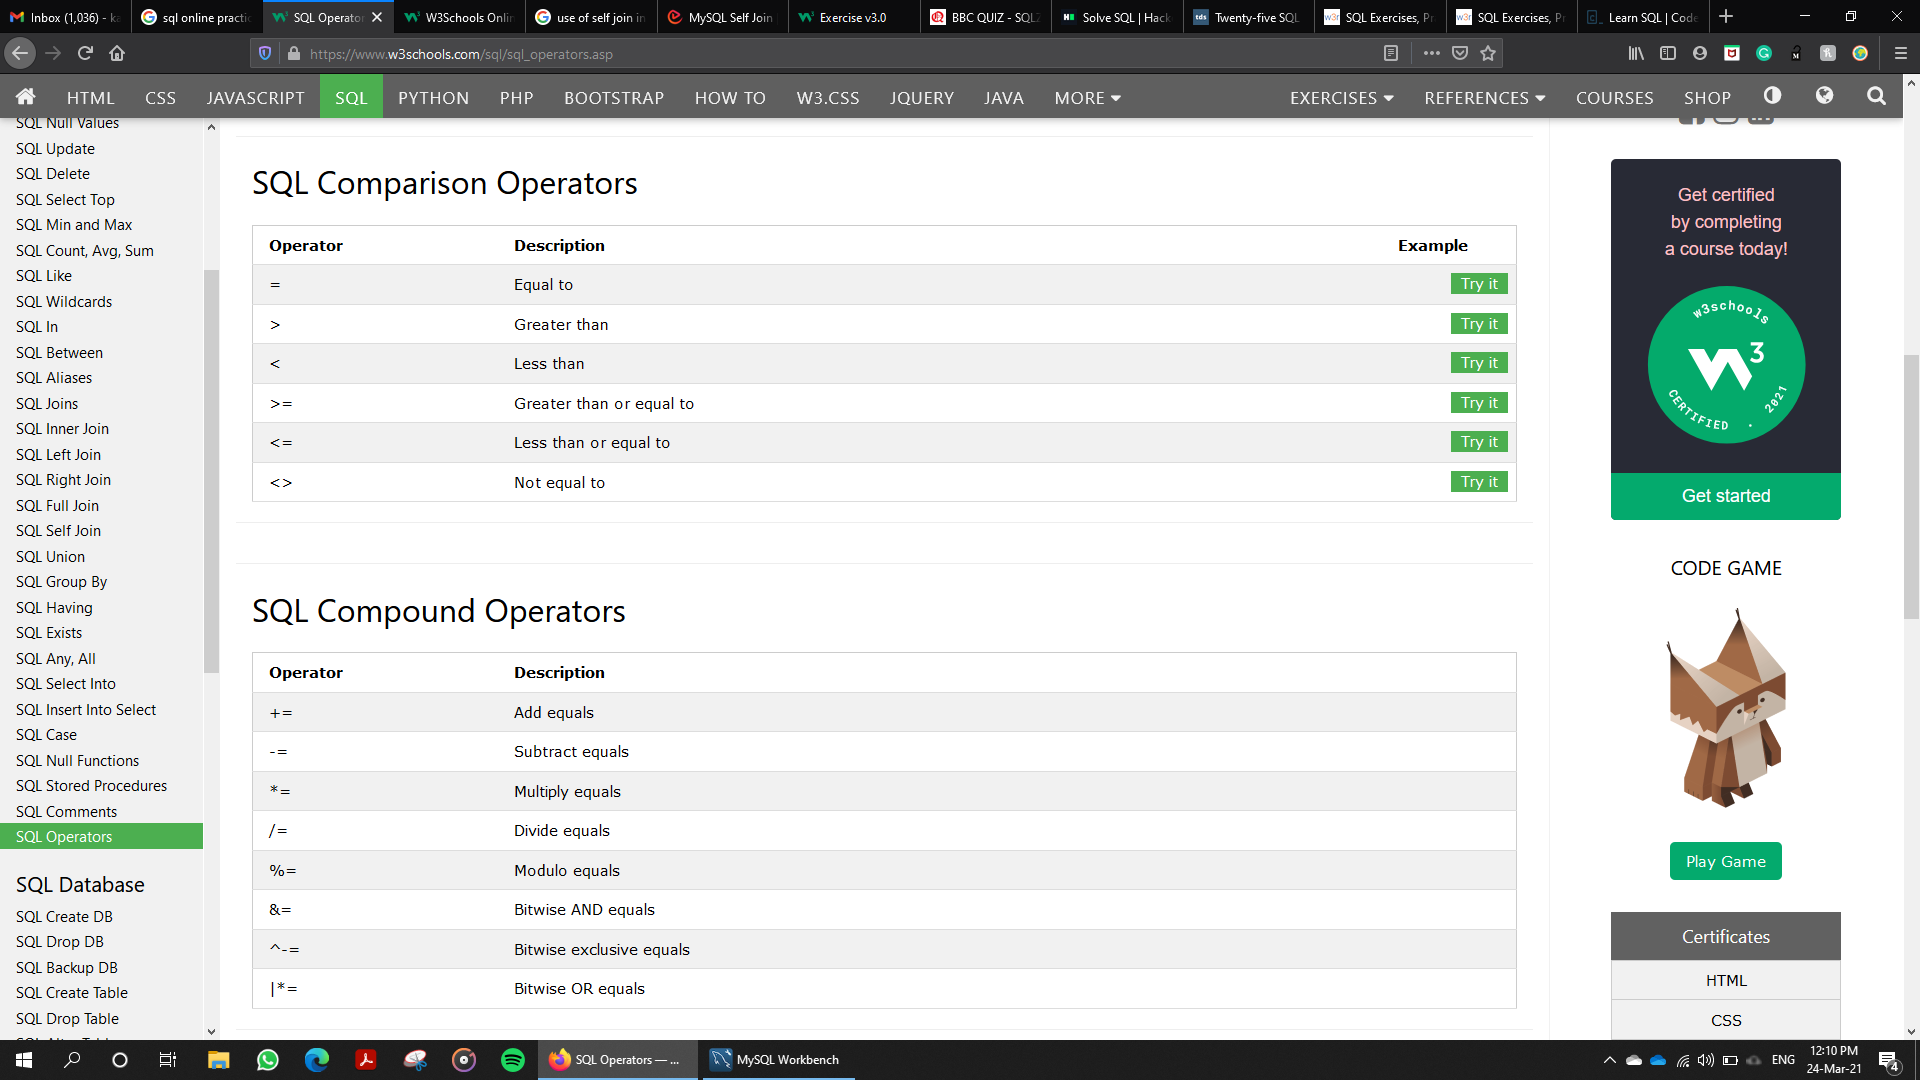 Inbox (1,036) - ka
sql online practic
SQL Operator
W3Schools Onlin
use of self join in
MySQL Self Join
Exercise v3.0
BBC QUIZ - SQLZ
Solve SQL | Hack
Twenty-five SQL
SQL Exercises, Pr
SQL Exercises, Pr
Learn SQL | Code
https://www.w3schools.com/sql/sql_operators.asp
HTML
CSS
JAVASCRIPT
SQL
PYTHON
PHP
BOOTSTRAP
HOW TO
W3.CSS
JQUERY
JAVA
MORE
EXERCISES
REFERENCES
COURSES
SHOP
SQL Null Values
SQL Update
SQL Delete
SQL Select Top
SQL Min and Max
SQL Count, Avg, Sum
SQL Like
SQL Wildcards
SQL In
SQL Between
SQL Aliases
SQL Joins
SQL Inner Join
SQL Left Join
SQL Right Join
SQL Full Join
SQL Self Join
SQL Union
SQL Group By
SQL Having
SQL Exists
SQL Any, All
SQL Select Into
SQL Insert Into Select
SQL Case
SQL Null Functions
SQL Stored Procedures
SQL Comments
SQL Operators
SQL Database
SQL Create DB
SQL Drop DB
SQL Backup DB
SQL Create Table
SQL Drop Table
SQL Comparison Operators
Operator Description Example
= Equal to Try it
> Greater than Try it
< Less than Try it
>= Greater than or equal to Try it
<= Less than or equal to Try it
<> Not equal to Try it
SQL Compound Operators
Operator Description
+= Add equals
-= Subtract equals
*= Multiply equals
/= Divide equals
%= Modulo equals
&= Bitwise AND equals
^-= Bitwise exclusive equals
|*= Bitwise OR equals
Get certified
by completing
a course today!
w3schools
W3
CERTIFIED . 2021
Get started
CODE GAME
Play Game
Certificates
HTML
CSS
SQL Operators — ...
MySQL Workbench
ENG
12:10 PM
24-Mar-21
4